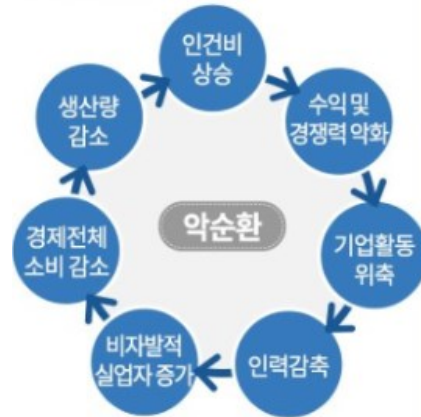 인건비
상승
수익 및
경쟁력 악화
기업활동
위축
인력감축
비자발적
실업자 증가
경제전체
소비 감소
생산량
감소
악순환